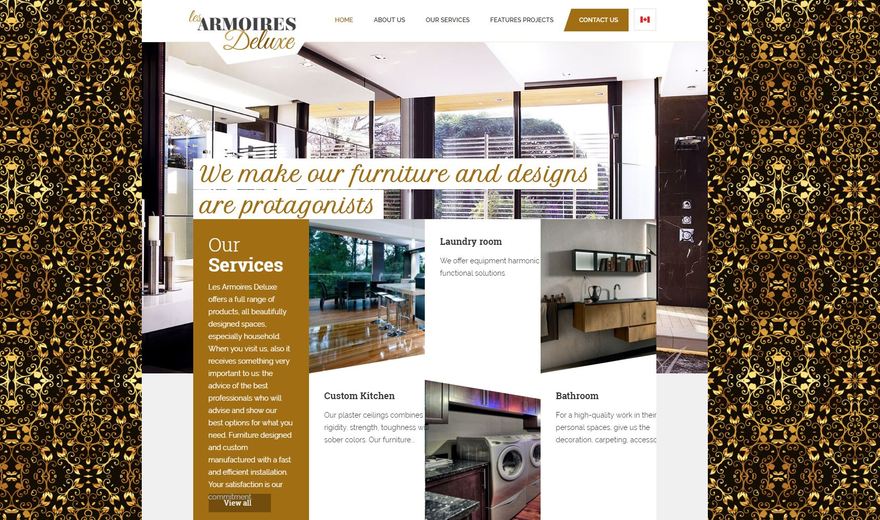 les
ARMOIRES
Deluxe
HOME ABOUT US OUR SERVICES FEATURES PROJECTS CONTACT US
We make our furniture and designs
are protagonists
Our
Services
Les Armoires Deluxe
offers a full range of
products, all beautifully
designed spaces,
especially household.
When you visit us, also it
receives something very
important to us: the
advice of the best
professionals who will
advise and show our
best options for what you
need. Furniture designed
and custom
manufactured with a fast
and efficient installation.
Your satisfaction is our
commitment
View all
Laundry room
We offer equipment harmonic
functional solutions.
Custom Kitchen
Our plaster ceilings combines
rigidity, strength, toughness w
sober colors. Our furniture...
Bathroom
For a high-quality work in their
personal spaces, give us the
decoration, carpeting, accesso